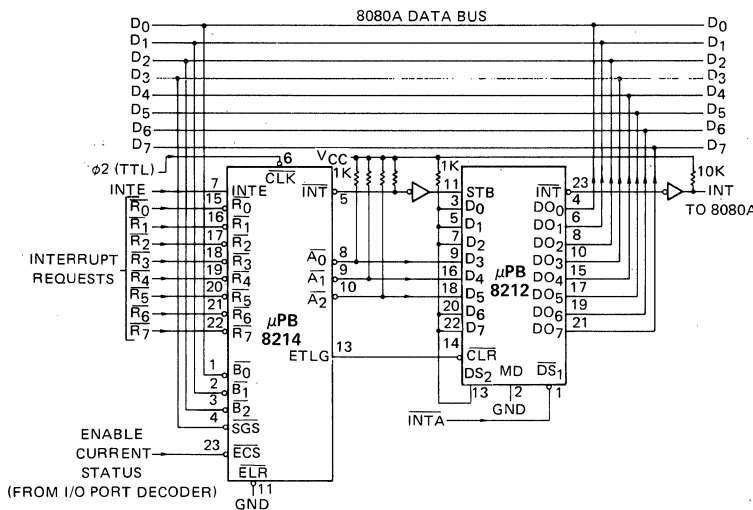 8080A DATA BUS
D0 D0
D1 D1
D2 D2
D3 D3
D4 D4
D5 D5
D6 D6
D7 D7
φ2 (TTL) 6 VCC
CLK 1K 1K 10K
INTE 7 INTE INT 5 11 STB INT 23 INT
TO 8080A
R0 15 R0 3 D0 DO0 4
R1 16 R1 5 D1 DO1 6
R2 17 R2 7 D2 DO2 8
INTERRUPT REQUESTS
R3 18 R3 A0 8 9 D3 DO3 10
R4 19 R4 A1 9 16 D4 DO4 15
R5 20 R5 A2 10 18 D5 DO5 17
R6 21 R6 20 D6 DO6 19
R7 22 R7 22 D7 DO7 21
μPB 8214
μPB 8212
ETLG 13 14 CLR
DS2 MD DS1
13 2 1
GND
INTA
1 B0
2 B1
3 B2
4 SGS
ENABLE
CURRENT 23 ECS
STATUS
(FROM I/O PORT DECODER)
ELR
11
GND